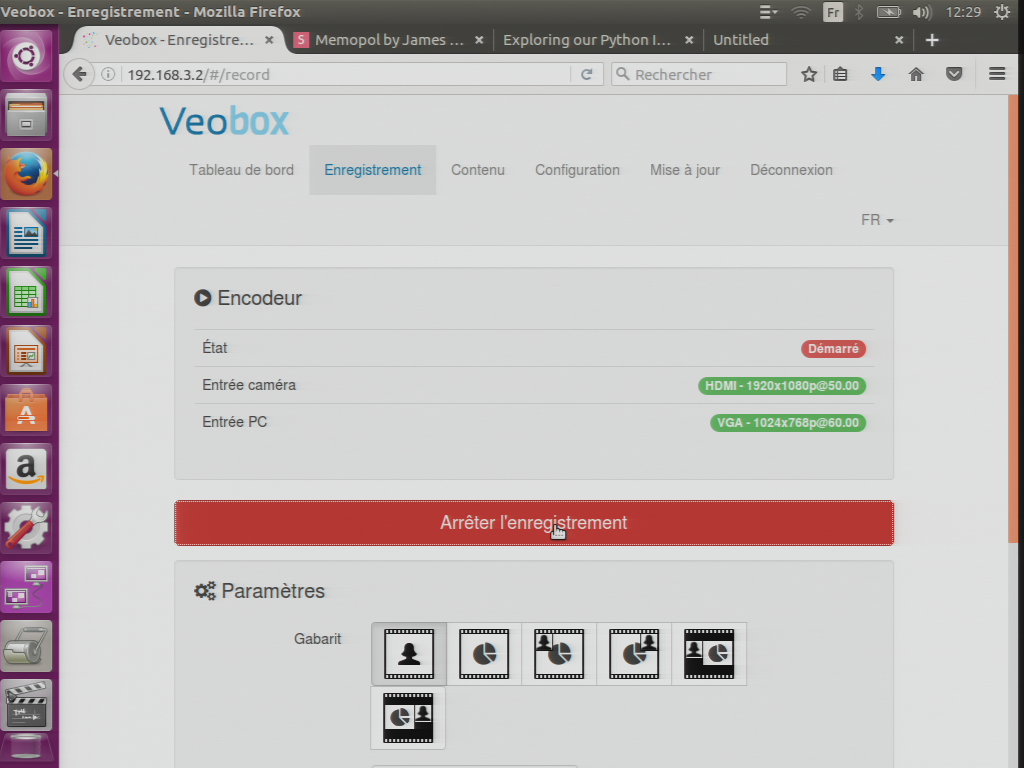 Veobox - Enregistrement - Mozilla Firefox
Fr
12:29
Veobox - Enregistre...
Memopol by James ...
Exploring our Python I...
Untitled
192.168.3.2/#/record
Rechercher
Veobox
Tableau de bord
Enregistrement
Contenu
Configuration
Mise à jour
Déconnexion
FR
Encodeur
État
Démarré
Entrée caméra
HDMI - 1920x1080p@50.00
Entrée PC
VGA - 1024x768p@60.00
Arrêter l'enregistrement
Paramètres
Gabarit